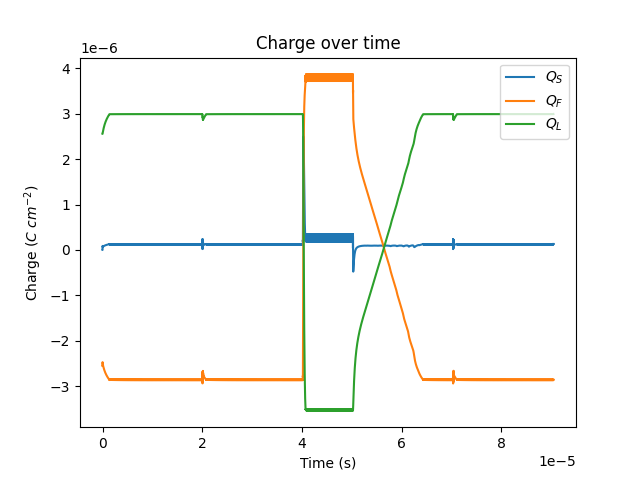 Charge over time
1e−6
4
3
2
1
0
−1
−2
−3
Charge (C cm⁻²)
Q_S
Q_F
Q_L
0
2
4
6
8
1e−5
Time (s)